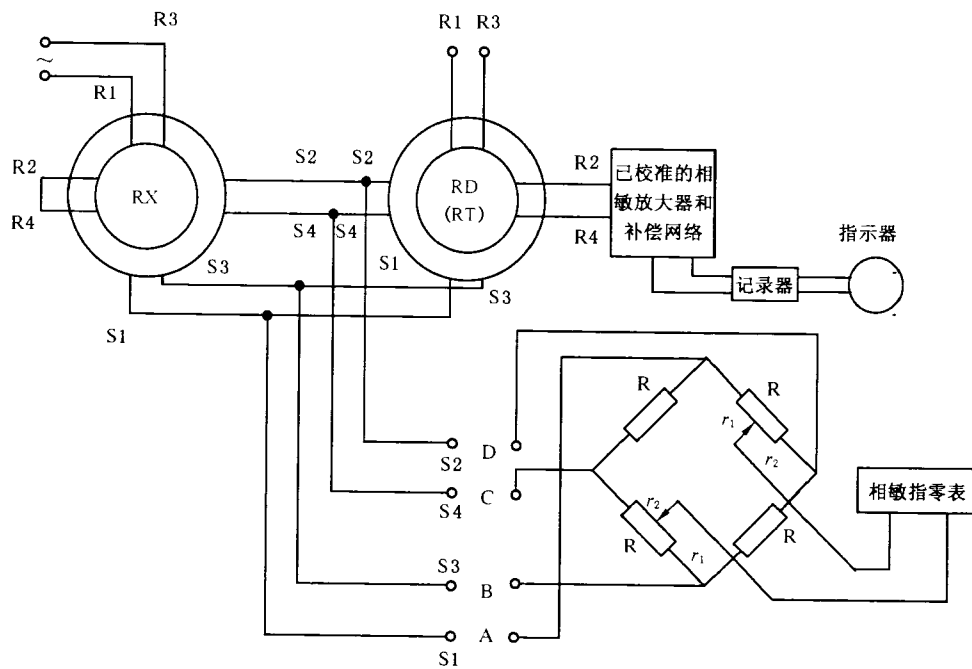 R3
R1
R3
~
R1
R2
R4
RX
S2
S2
S4
S4
RD
(RT)
R2
R4
已校准的相
敏放大器和
补偿网络
指示器
记录器
S3
S1
S1
S3
R
R
r₁
r₂
S2
D
S4
C
r₂
R
r₁
R
相敏指零表
S3
B
A
S1